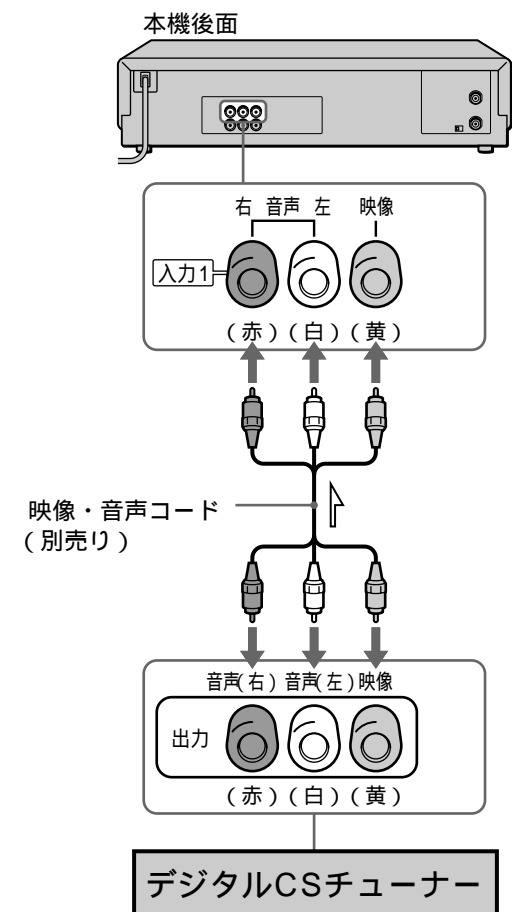 本機後面
右 音声 左 映像
入力1
(赤)(白)(黄)
映像・音声コード
(別売り)
音声(右) 音声(左) 映像
出力
(赤)(白)(黄)
デジタルCSチューナー